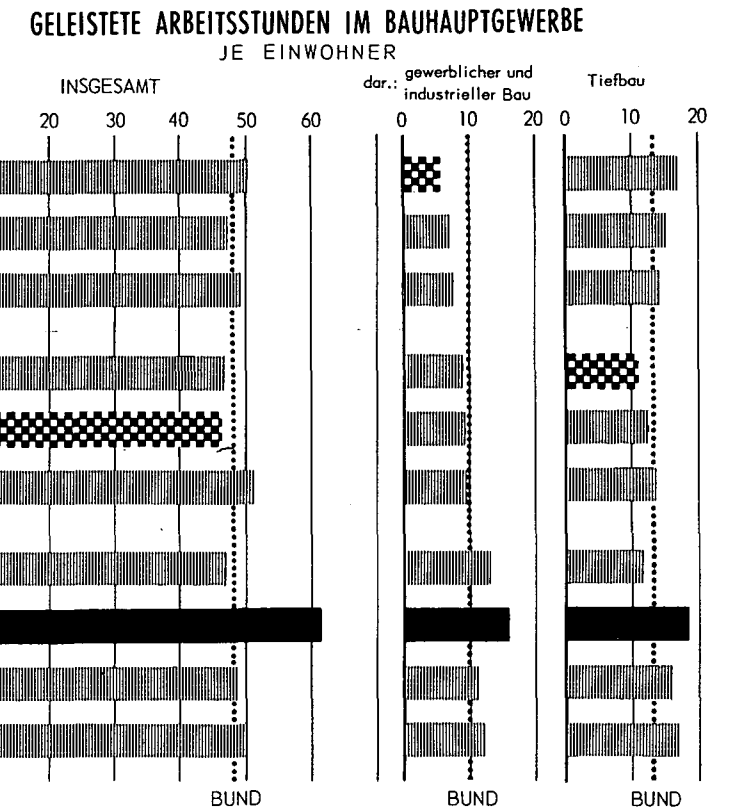 GELEISTETE ARBEITSSTUNDEN IM BAUHAUPTGEWERBE
JE EINWOHNER
INSGESAMT
dar.: gewerblicher und
industrieller Bau
Tiefbau
20 30 40 50 60
0 10 20
0 10 20
BUND
BUND
BUND